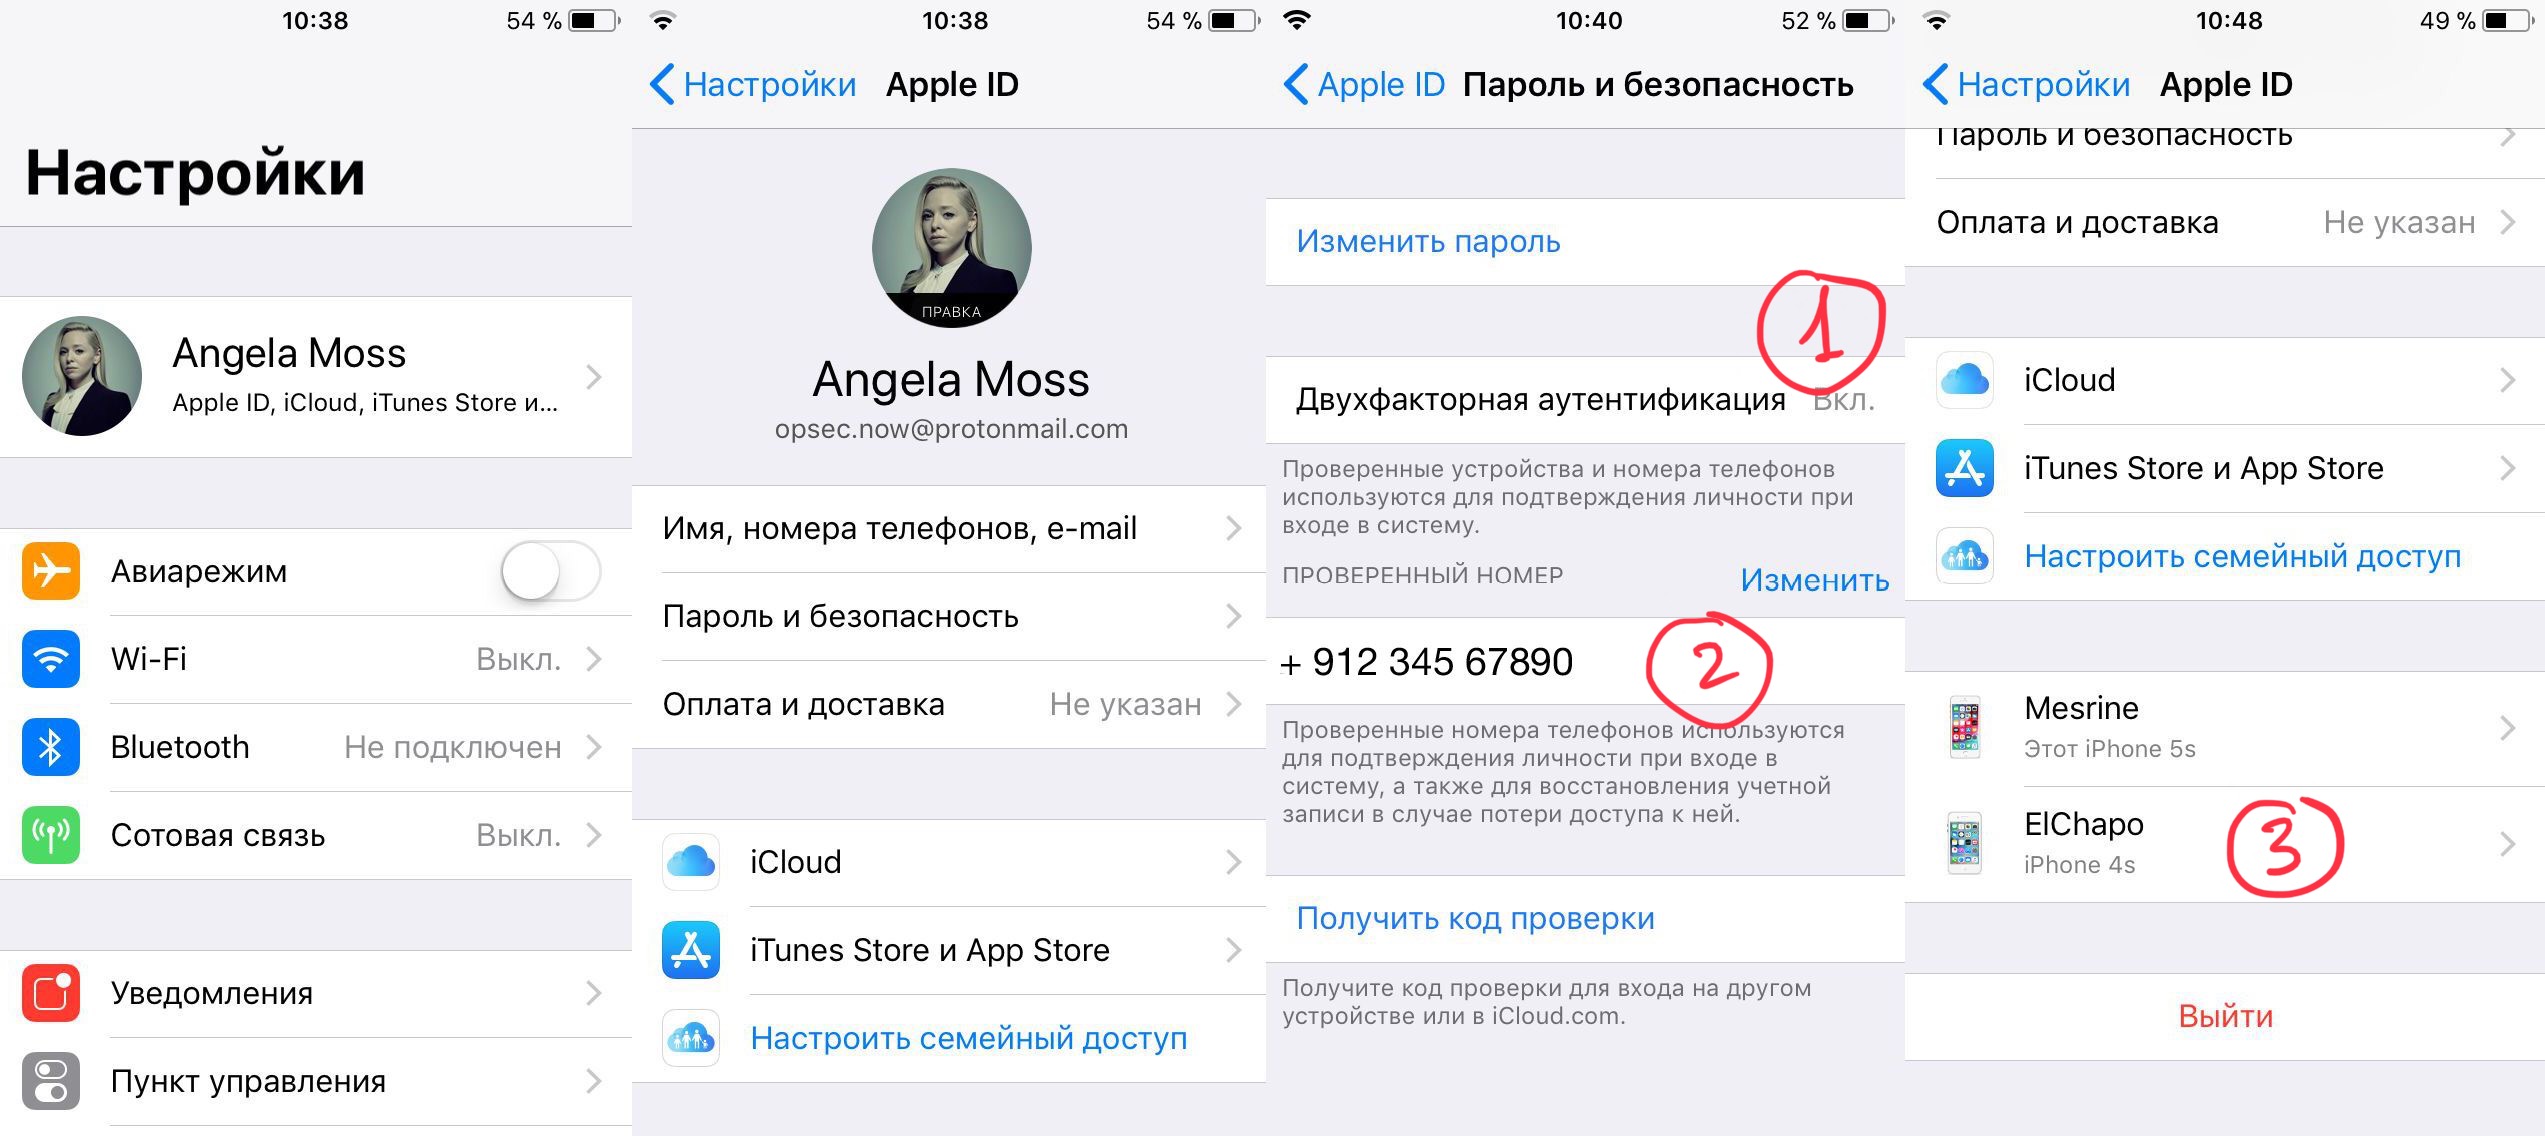 10:38
54 %
Настройки
Angela Moss
Apple ID, iCloud, iTunes Store и...
Авиарежим
Wi-Fi
Выкл.
Bluetooth
Не подключен
Сотовая связь
Выкл.
Уведомления
Пункт управления
10:38
54 %
Настройки
Apple ID
ПРАВКА
Angela Moss
opsec.now@protonmail.com
Имя, номера телефонов, e-mail
Пароль и безопасность
Оплата и доставка
Не указан
iCloud
iTunes Store и App Store
Настроить семейный доступ
10:40
52 %
Apple ID
Пароль и безопасность
Изменить пароль
1
Двухфакторная аутентификация
Вкл.
Проверенные устройства и номера телефонов
используются для подтверждения личности при
входе в систему.
ПРОВЕРЕННЫЙ НОМЕР
Изменить
+ 912 345 67890
2
Проверенные номера телефонов используются
для подтверждения личности при входе в
систему, а также для восстановления учетной
записи в случае потери доступа к ней.
Получить код проверки
Получите код проверки для входа на другом
устройстве или в iCloud.com.
10:48
49 %
Настройки
Apple ID
Пароль и безопасность
Оплата и доставка
Не указан
iCloud
iTunes Store и App Store
Настроить семейный доступ
Mesrine
Этот iPhone 5s
ElChapo
iPhone 4s
3
Выйти